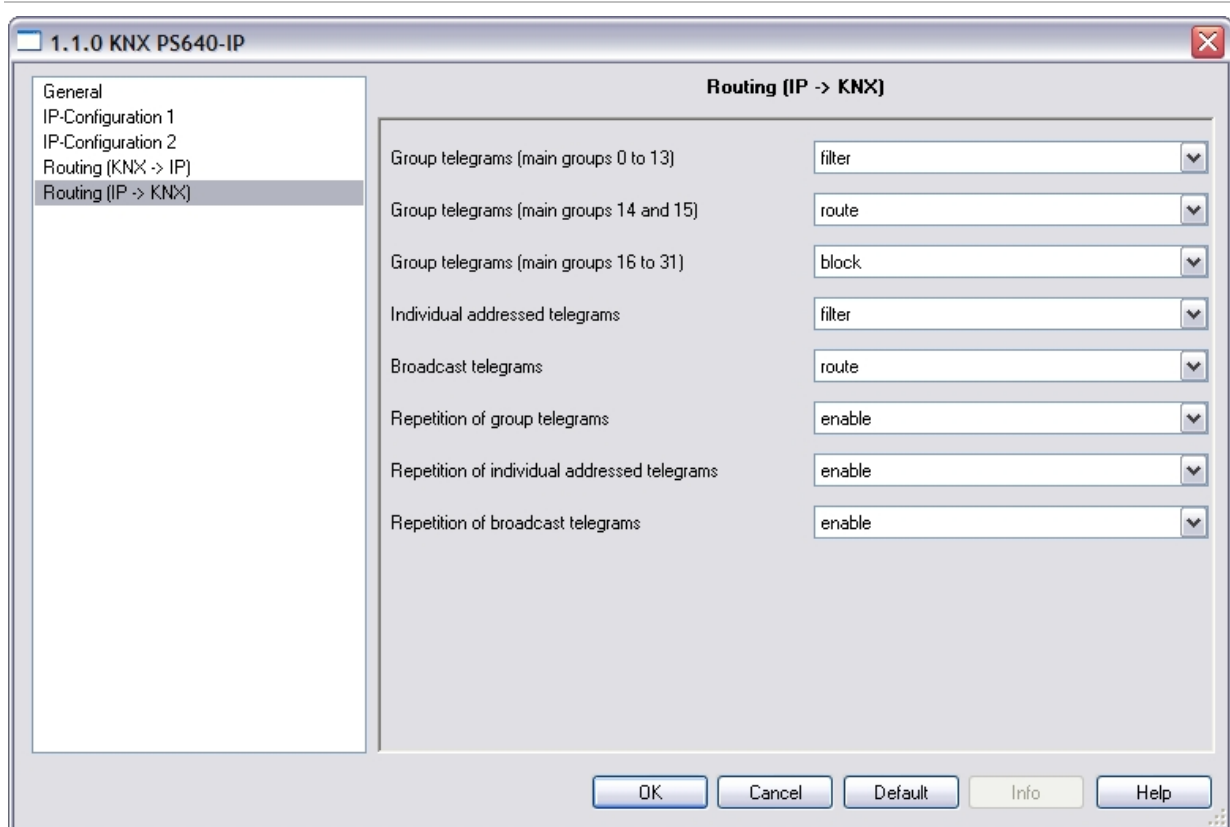 1.1.0 KNX PS640-IP
General
IP-Configuration 1
IP-Configuration 2
Routing (KNX -> IP)
Routing (IP -> KNX)
Routing (IP -> KNX)
Group telegrams (main groups 0 to 13) filter
Group telegrams (main groups 14 and 15) route
Group telegrams (main groups 16 to 31) block
Individual addressed telegrams filter
Broadcast telegrams route
Repetition of group telegrams enable
Repetition of individual addressed telegrams enable
Repetition of broadcast telegrams enable
OK Cancel Default Info Help